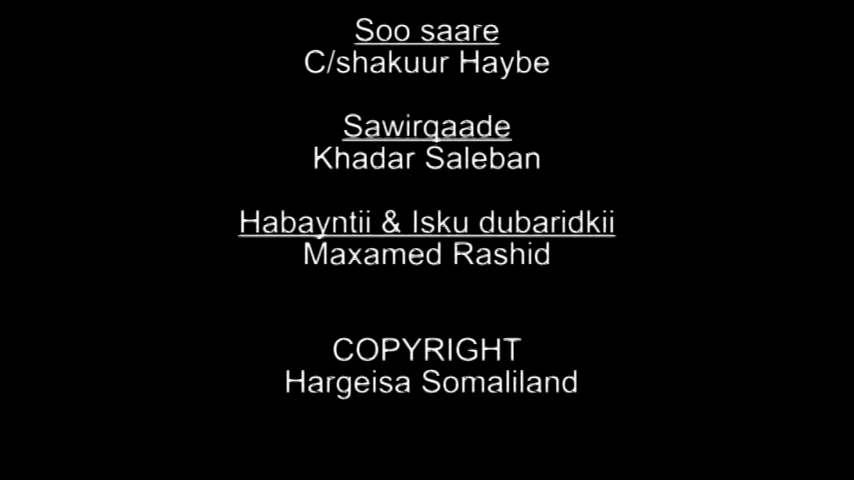 Soo saare
C/shakuur Haybe
Sawirqaade
Khadar Saleban
Habayntii & Isku dubaridkii
Maxamed Rashid
COPYRIGHT
Hargeisa Somaliland